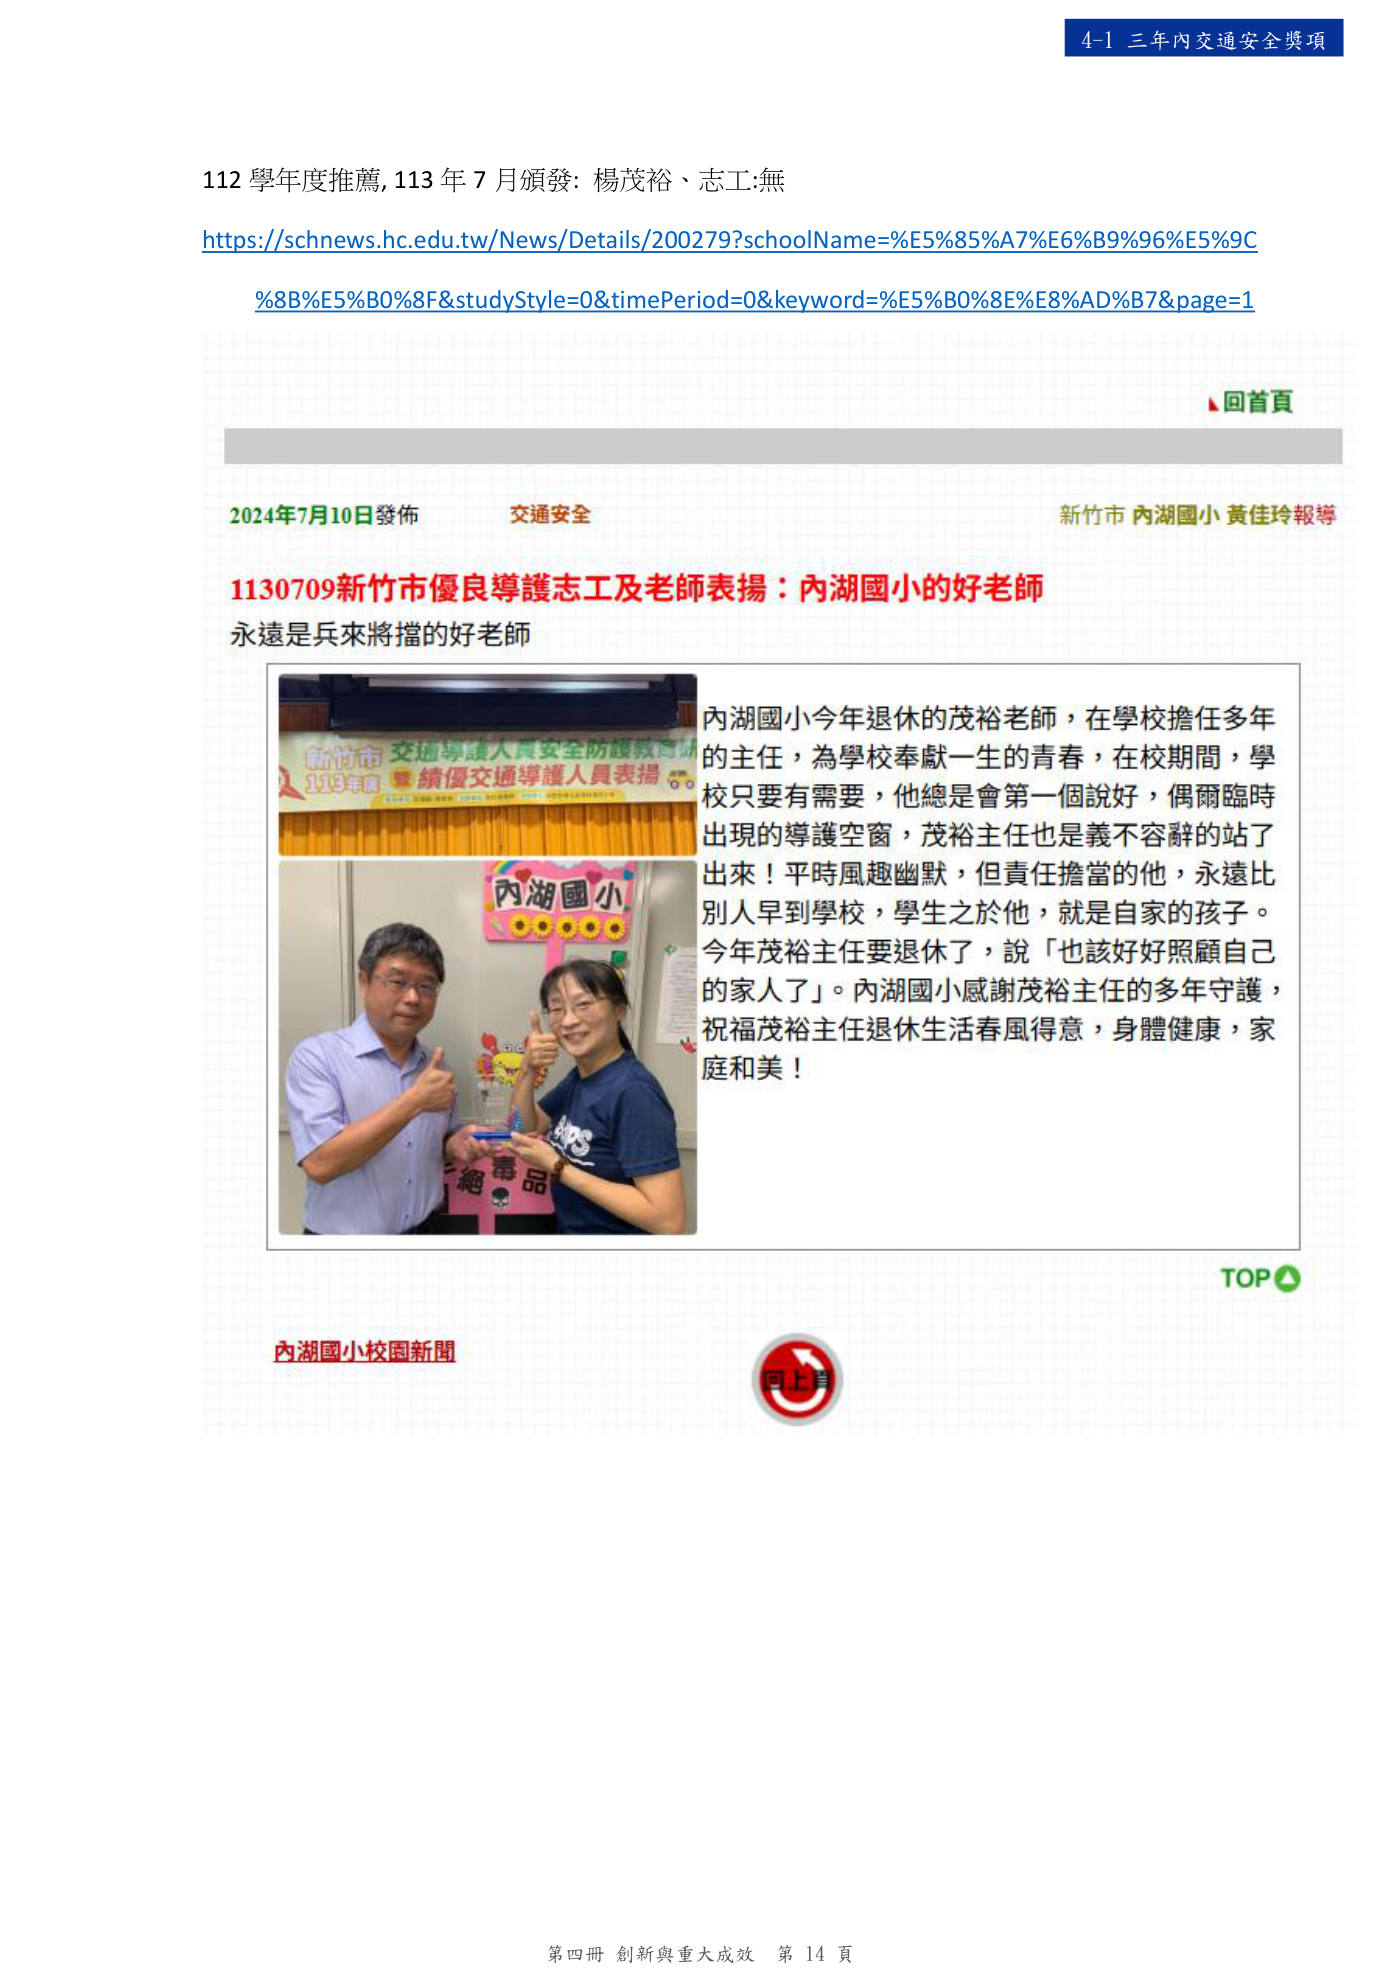 4-1 三年內交通安全獎項
112 學年度推薦, 113 年 7 月頒發: 楊茂裕、志工:無
https://schnews.hc.edu.tw/News/Details/200279?schoolName=%E5%85%A7%E6%B9%96%E5%9C
%8B%E5%B0%8F&studyStyle=0&timePeriod=0&keyword=%E5%B0%8E%E8%AD%B7&page=1
回首頁
2024年7月10日發佈 交通安全 新竹市 內湖國小 黃佳玲報導
1130709新竹市優良導護志工及老師表揚：內湖國小的好老師
永遠是兵來將擋的好老師
新竹市 交通導護人員安全防護教育研
113年度 暨 績優交通導護人員表揚
內湖國小
絕毒品
內湖國小今年退休的茂裕老師，在學校擔任多年
的主任，為學校奉獻一生的青春，在校期間，學
校只要有需要，他總是會第一個說好，偶爾臨時
出現的導護空窗，茂裕主任也是義不容辭的站了
出來！平時風趣幽默，但責任擔當的他，永遠比
別人早到學校，學生之於他，就是自家的孩子。
今年茂裕主任要退休了，說「也該好好照顧自己
的家人了」。內湖國小感謝茂裕主任的多年守護，
祝福茂裕主任退休生活春風得意，身體健康，家
庭和美！
TOP
內湖國小校園新聞
回上頁
第四冊 創新與重大成效 第 14 頁